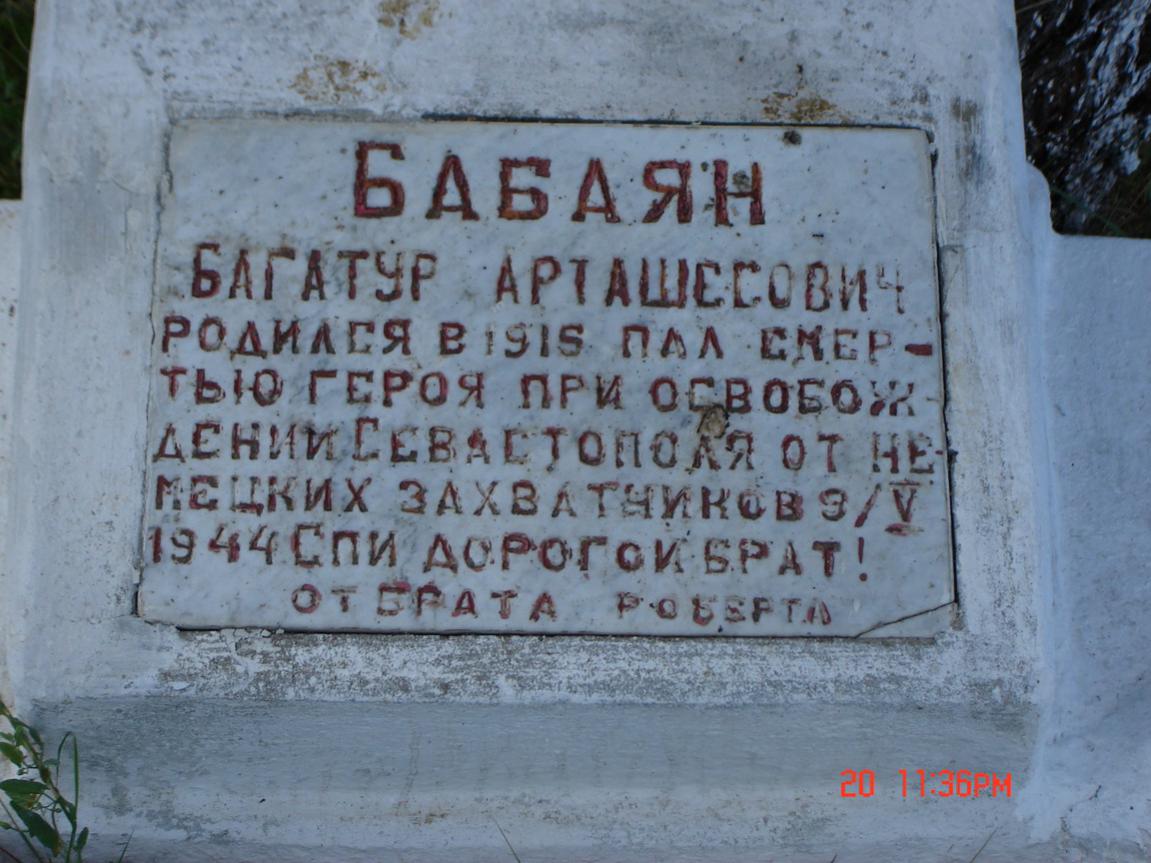 БАБАЯН
БАГАТУР АРТАШЕСОВИЧ
РОДИЛСЯ В 1915 ПАЛ СМЕР-
ТЬЮ ГЕРОЯ ПРИ ОСВОБОЖ-
ДЕНИИ СЕВАСТОПОЛЯ ОТ НЕ-
МЕЦКИХ ЗАХВАТЧИКОВ 9/V
1944 СПИ ДОРОГОЙ БРАТ!
ОТ БРАТА РОБЕРТА
20 11:36PM